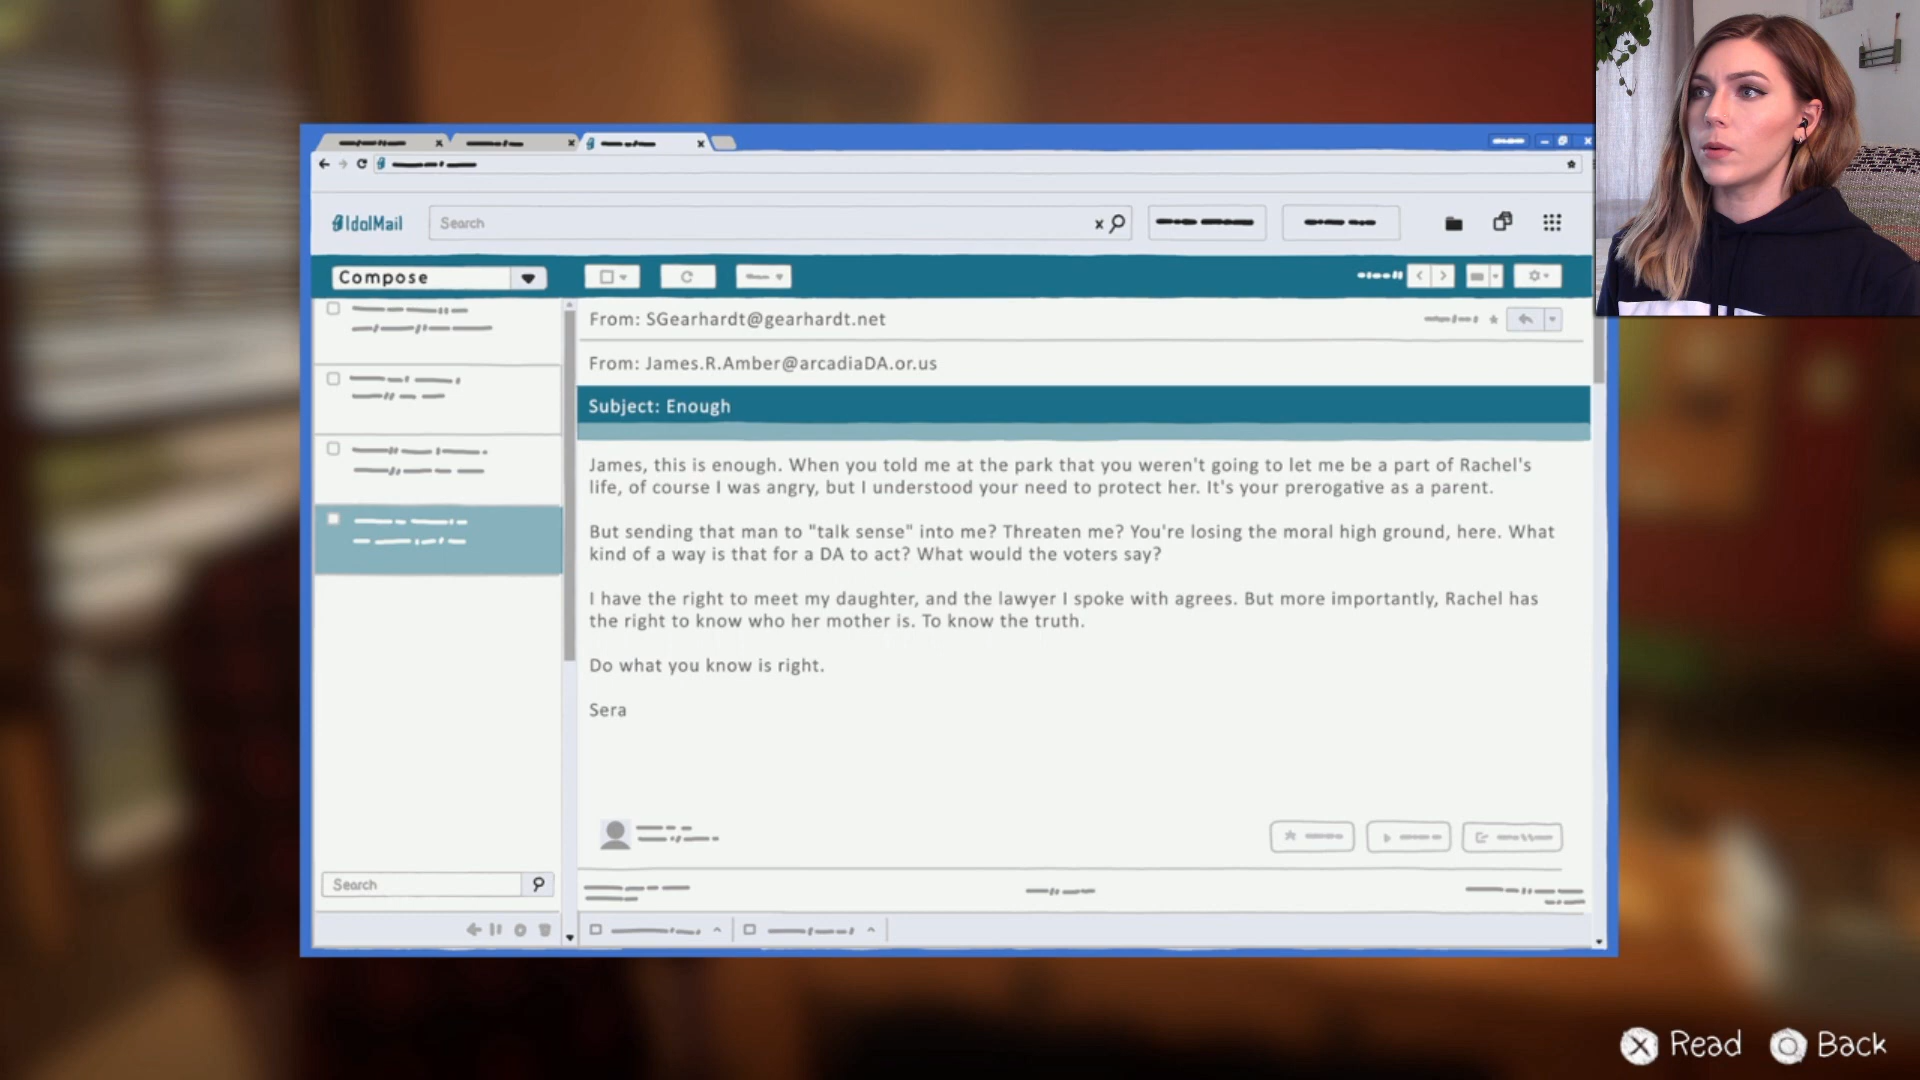 IdolMail
Search
Compose
From: SGearhardt@gearhardt.net
From: James.R.Amber@arcadiaDA.or.us
Subject: Enough
James, this is enough. When you told me at the park that you weren't going to let me be a part of Rachel's
life, of course I was angry, but I understood your need to protect her. It's your prerogative as a parent.
But sending that man to "talk sense" into me? Threaten me? You're losing the moral high ground, here. What
kind of a way is that for a DA to act? What would the voters say?
I have the right to meet my daughter, and the lawyer I spoke with agrees. But more importantly, Rachel has
the right to know who her mother is. To know the truth.
Do what you know is right.
Sera
Search
Read
Back